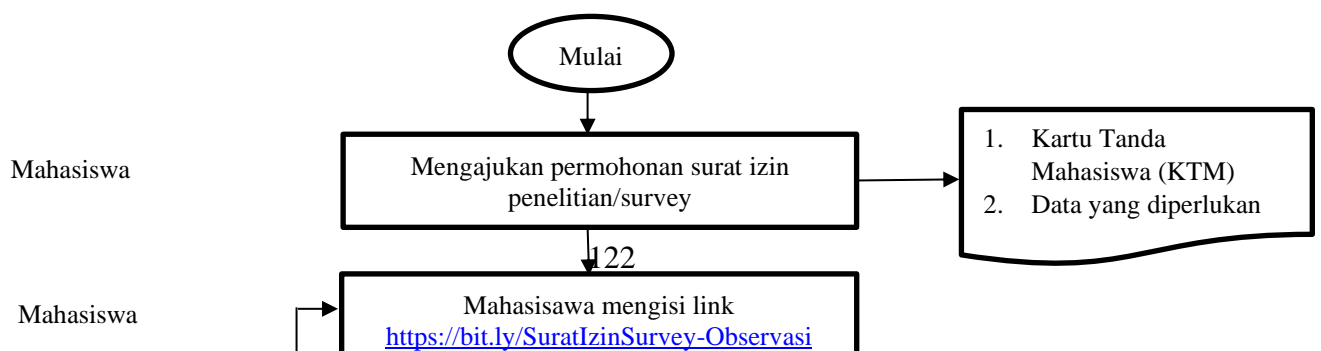 Mulai
Mahasiswa
Mengajukan permohonan surat izin
penelitian/survey
1. Kartu Tanda
Mahasiswa (KTM)
2. Data yang diperlukan
122
Mahasiswa
Mahasisawa mengisi link
https://bit.ly/SuratIzinSurvey-Observasi